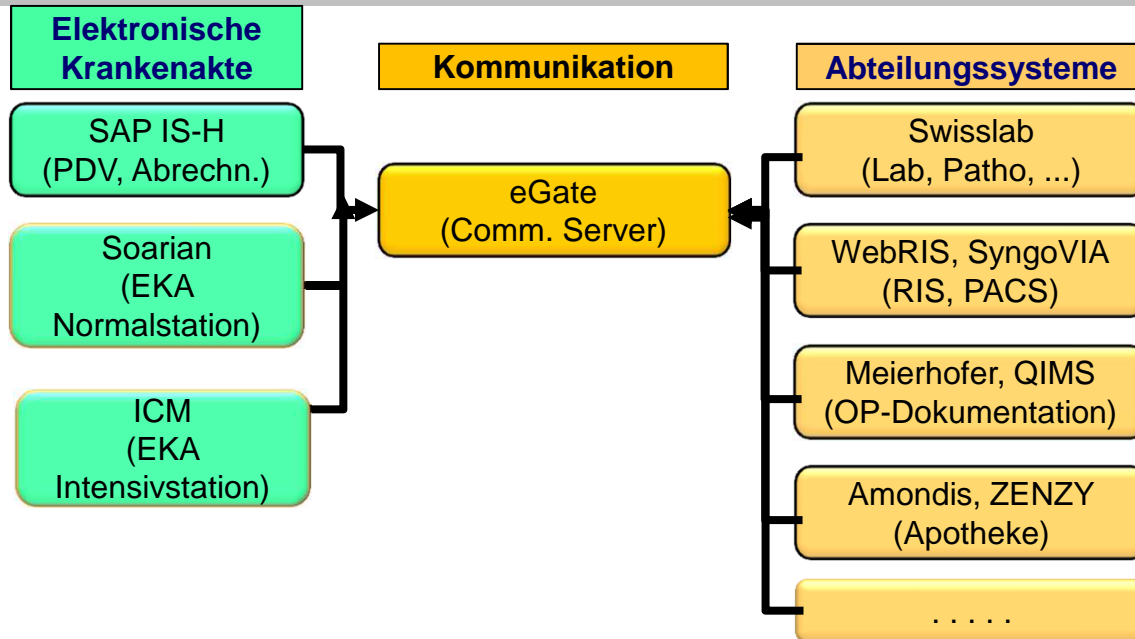 Elektronische
Krankenakte
Kommunikation
Abteilungssysteme
SAP IS-H
(PDV, Abrechn.)
Soarian
(EKA
Normalstation)
ICM
(EKA
Intensivstation)
eGate
(Comm. Server)
Swisslab
(Lab, Patho, ...)
WebRIS, SyngoVIA
(RIS, PACS)
Meierhofer, QIMS
(OP-Dokumentation)
Amondis, ZENZY
(Apotheke)
. . . . .